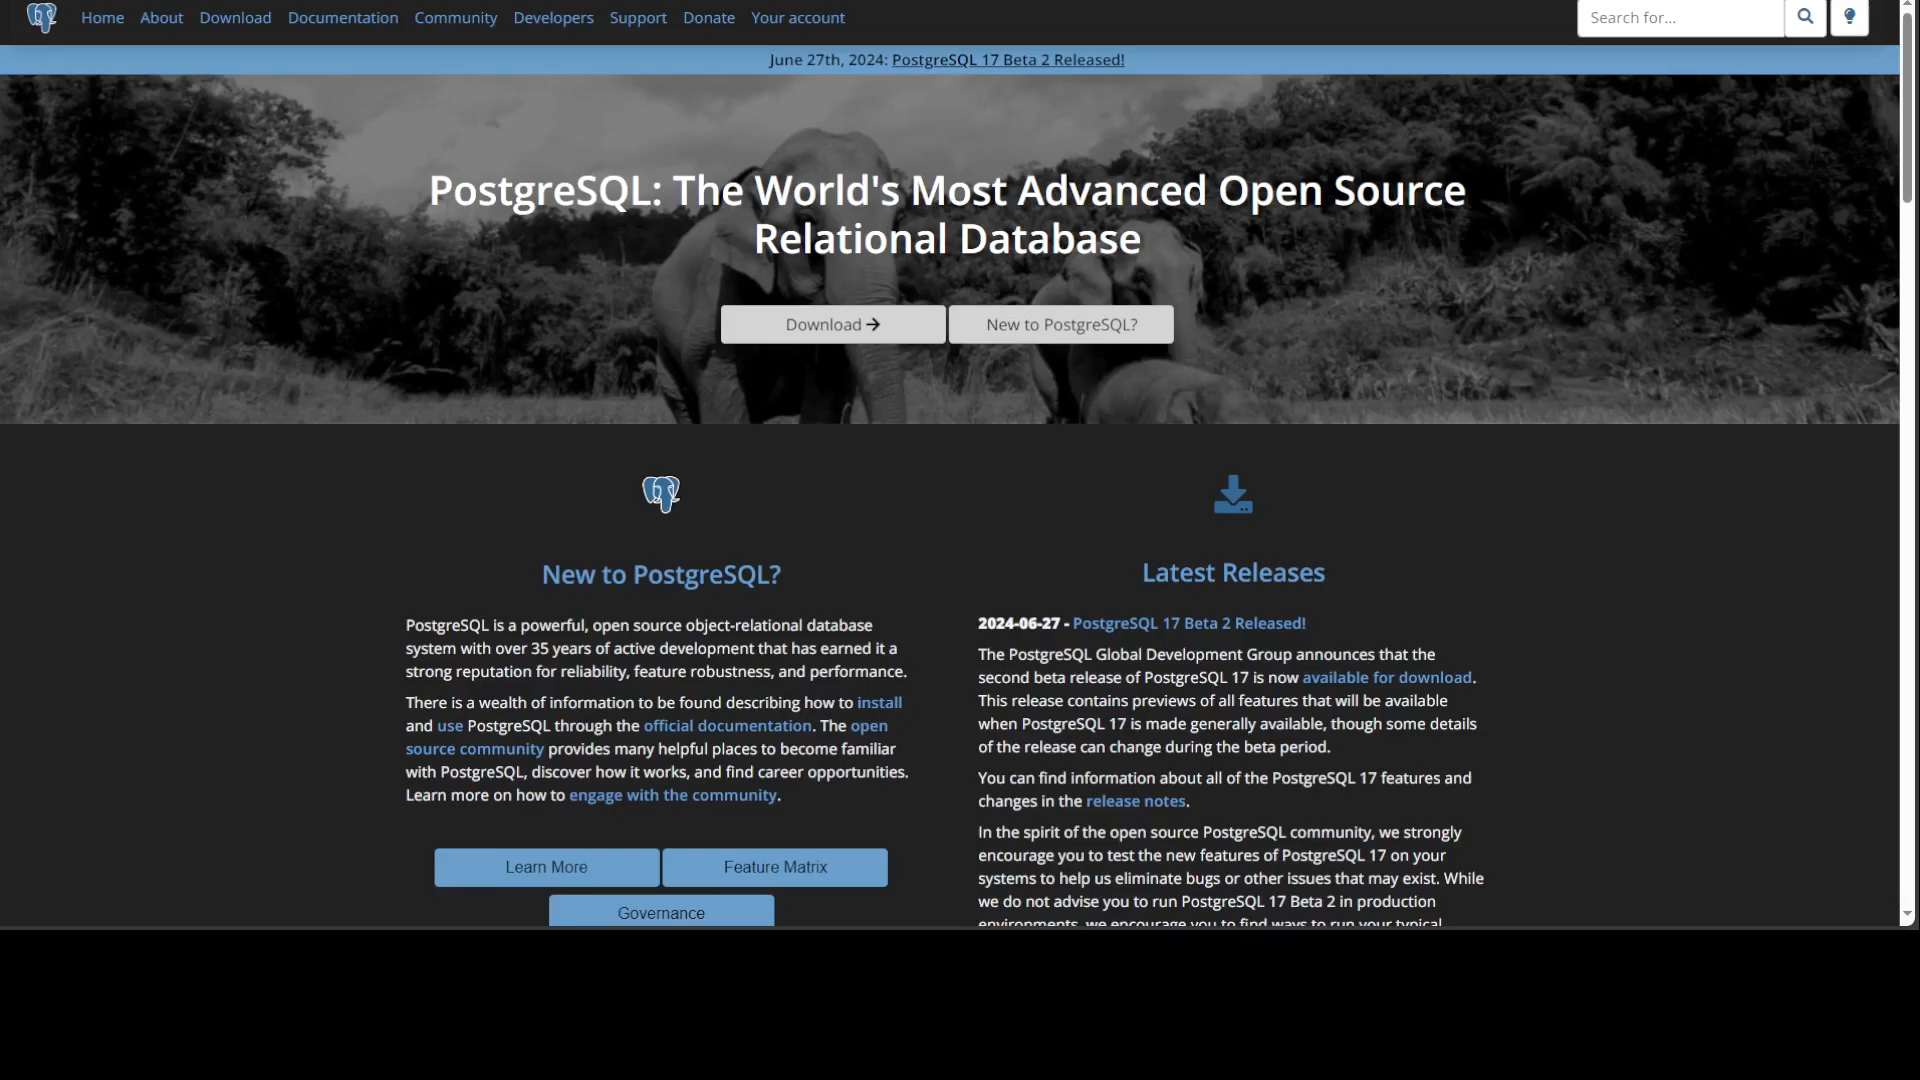 Home About Download Documentation Community Developers Support Donate Your account Search for...
June 27th, 2024: PostgreSQL 17 Beta 2 Released!
PostgreSQL: The World's Most Advanced Open Source
Relational Database
Download New to PostgreSQL?
New to PostgreSQL?
PostgreSQL is a powerful, open source object-relational database
system with over 35 years of active development that has earned it a
strong reputation for reliability, feature robustness, and performance.
There is a wealth of information to be found describing how to install
and use PostgreSQL through the official documentation. The open
source community provides many helpful places to become familiar
with PostgreSQL, discover how it works, and find career opportunities.
Learn more on how to engage with the community.
Learn More Feature Matrix
Governance
Latest Releases
2024-06-27 - PostgreSQL 17 Beta 2 Released!
The PostgreSQL Global Development Group announces that the
second beta release of PostgreSQL 17 is now available for download.
This release contains previews of all features that will be available
when PostgreSQL 17 is made generally available, though some details
of the release can change during the beta period.
You can find information about all of the PostgreSQL 17 features and
changes in the release notes.
In the spirit of the open source PostgreSQL community, we strongly
encourage you to test the new features of PostgreSQL 17 on your
systems to help us eliminate bugs or other issues that may exist. While
we do not advise you to run PostgreSQL 17 Beta 2 in production
environments, we encourage you to find ways to run your typical